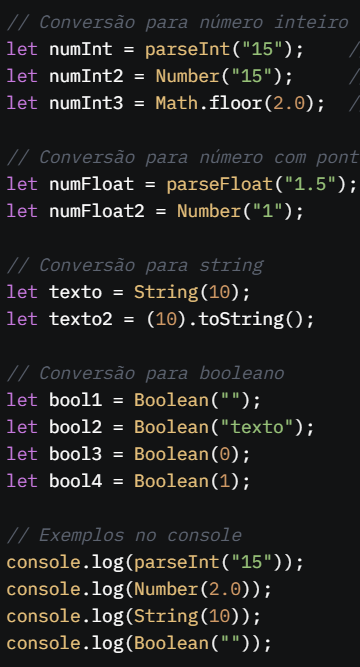 // Conversão para número inteiro
let numInt = parseInt("15");    /
let numInt2 = Number("15");     /
let numInt3 = Math.floor(2.0);  /
// Conversão para número com pont
let numFloat = parseFloat("1.5");
let numFloat2 = Number("1");
// Conversão para string
let texto = String(10);
let texto2 = (10).toString();
// Conversão para booleano
let bool1 = Boolean("");
let bool2 = Boolean("texto");
let bool3 = Boolean(0);
let bool4 = Boolean(1);
// Exemplos no console
console.log(parseInt("15"));
console.log(Number(2.0));
console.log(String(10));
console.log(Boolean(""));